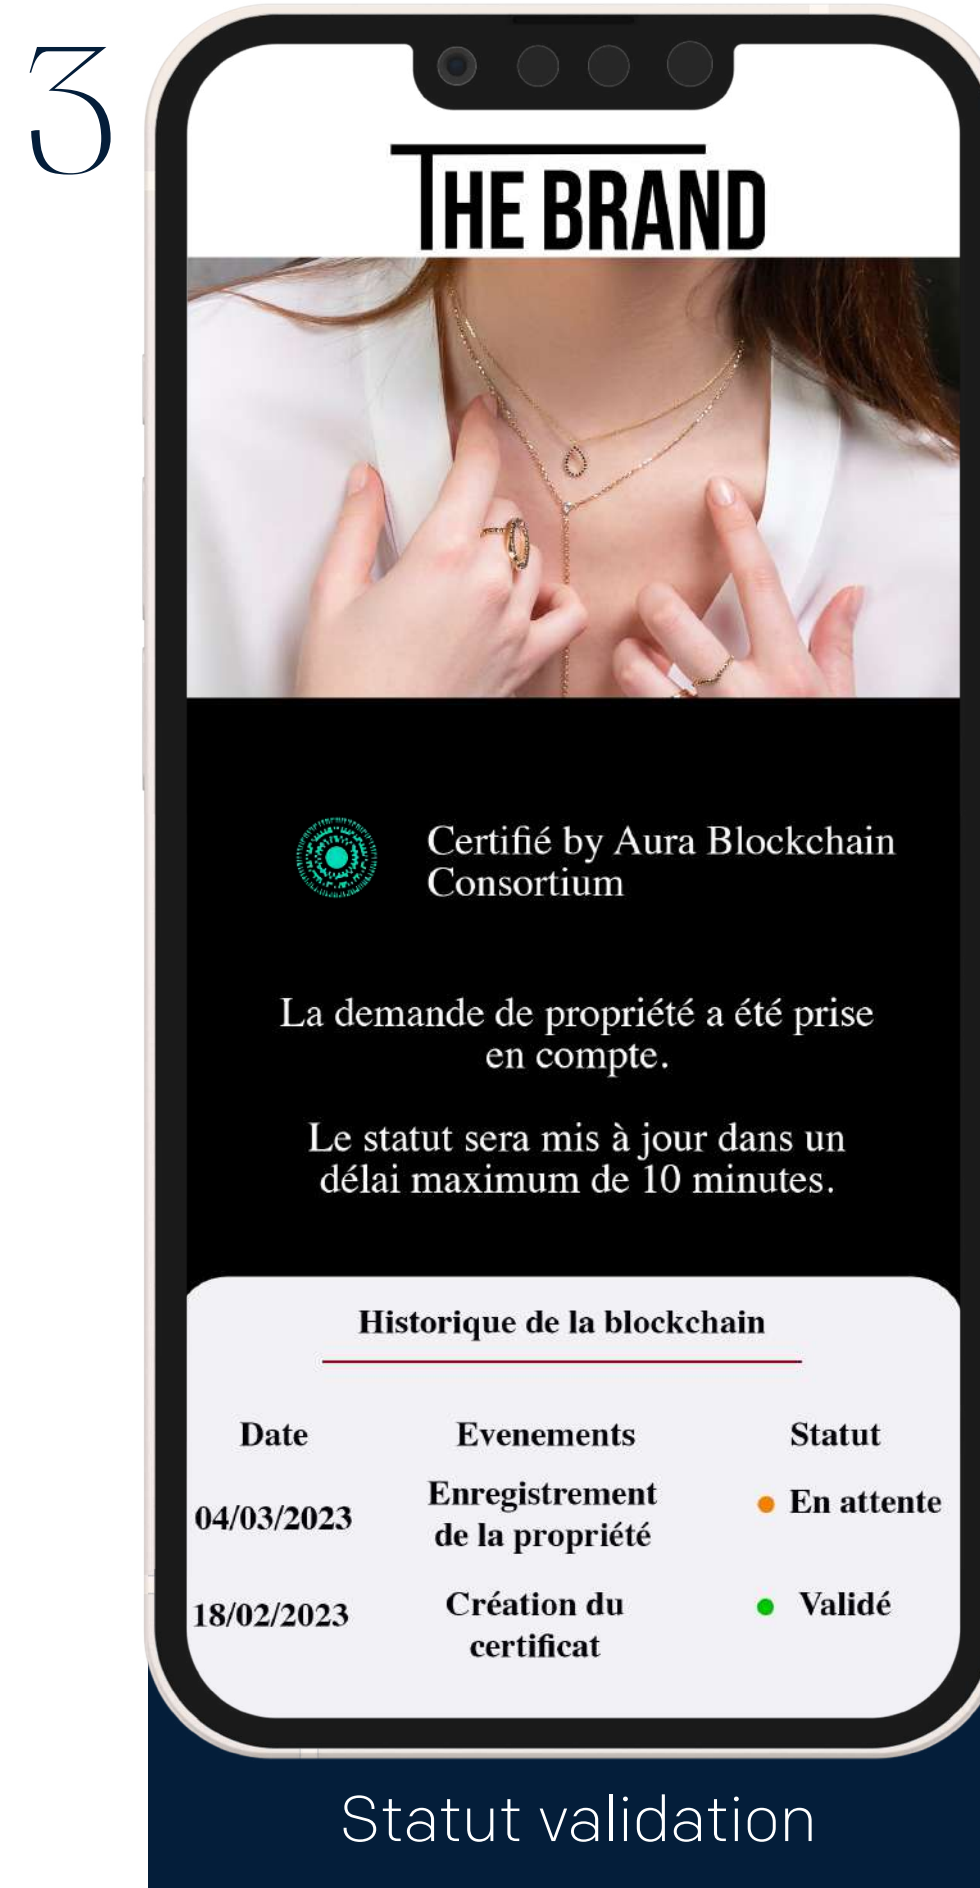 3
THE BRAND
Certifié by Aura Blockchain
Consortium
La demande de propriété a été prise
en compte.
Le statut sera mis à jour dans un
délai maximum de 10 minutes.
Historique de la blockchain
Date Evenements Statut
04/03/2023 Enregistrement de la propriété En attente
18/02/2023 Création du certificat Validé
Statut validation